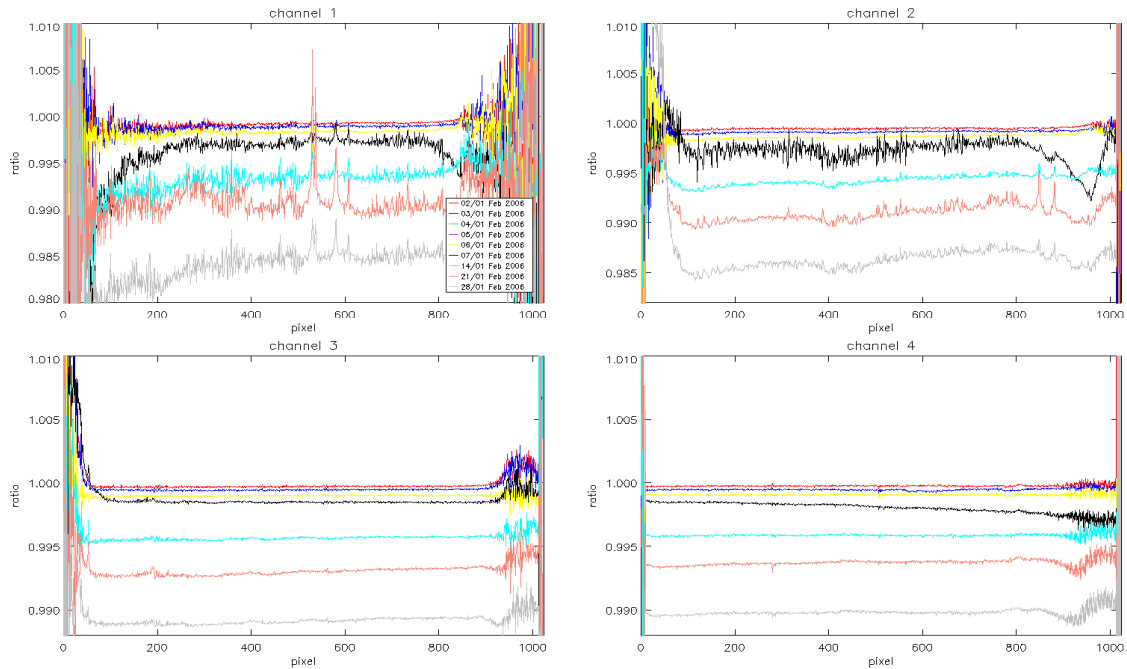 channel 1
1.010
1.005
1.000
0.995
0.990
0.985
0.980
ratio
0 200 400 600 800 1000
pixel
02/01 Feb 2006
03/01 Feb 2006
04/01 Feb 2006
05/01 Feb 2006
06/01 Feb 2006
07/01 Feb 2006
14/01 Feb 2006
21/01 Feb 2006
28/01 Feb 2006
channel 2
1.010
1.005
1.000
0.995
0.990
0.985
ratio
0 200 400 600 800 1000
pixel
channel 3
1.010
1.005
1.000
0.995
0.990
ratio
0 200 400 600 800 1000
pixel
channel 4
1.010
1.005
1.000
0.995
0.990
ratio
0 200 400 600 800 1000
pixel